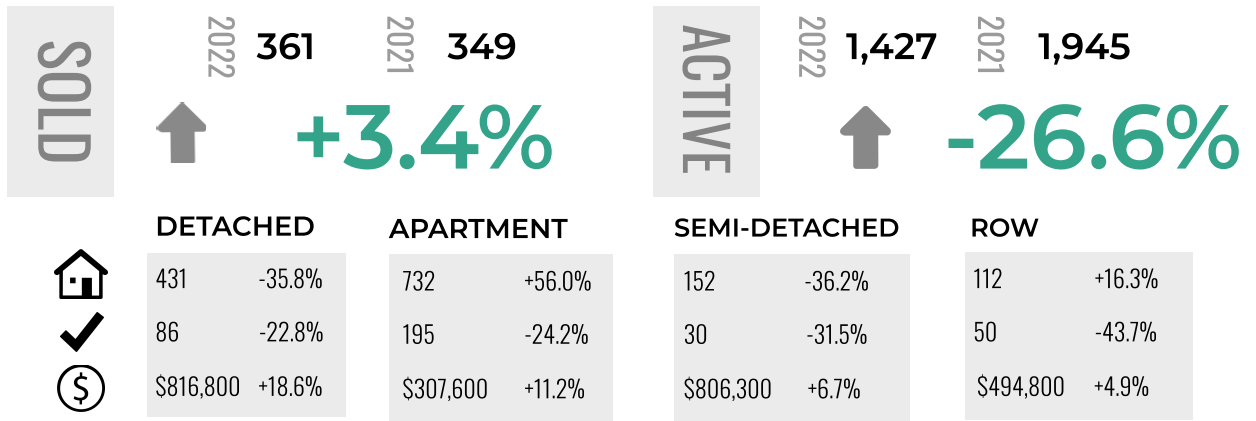 SOLD
2022 361 2021 349
+3.4%
ACTIVE
2022 1,427 2021 1,945
-26.6%
DETACHED
431 -35.8%
86 -22.8%
$816,800 +18.6%
APARTMENT
732 +56.0%
195 -24.2%
$307,600 +11.2%
SEMI-DETACHED
152 -36.2%
30 -31.5%
$806,300 +6.7%
ROW
112 +16.3%
50 -43.7%
$494,800 +4.9%
$